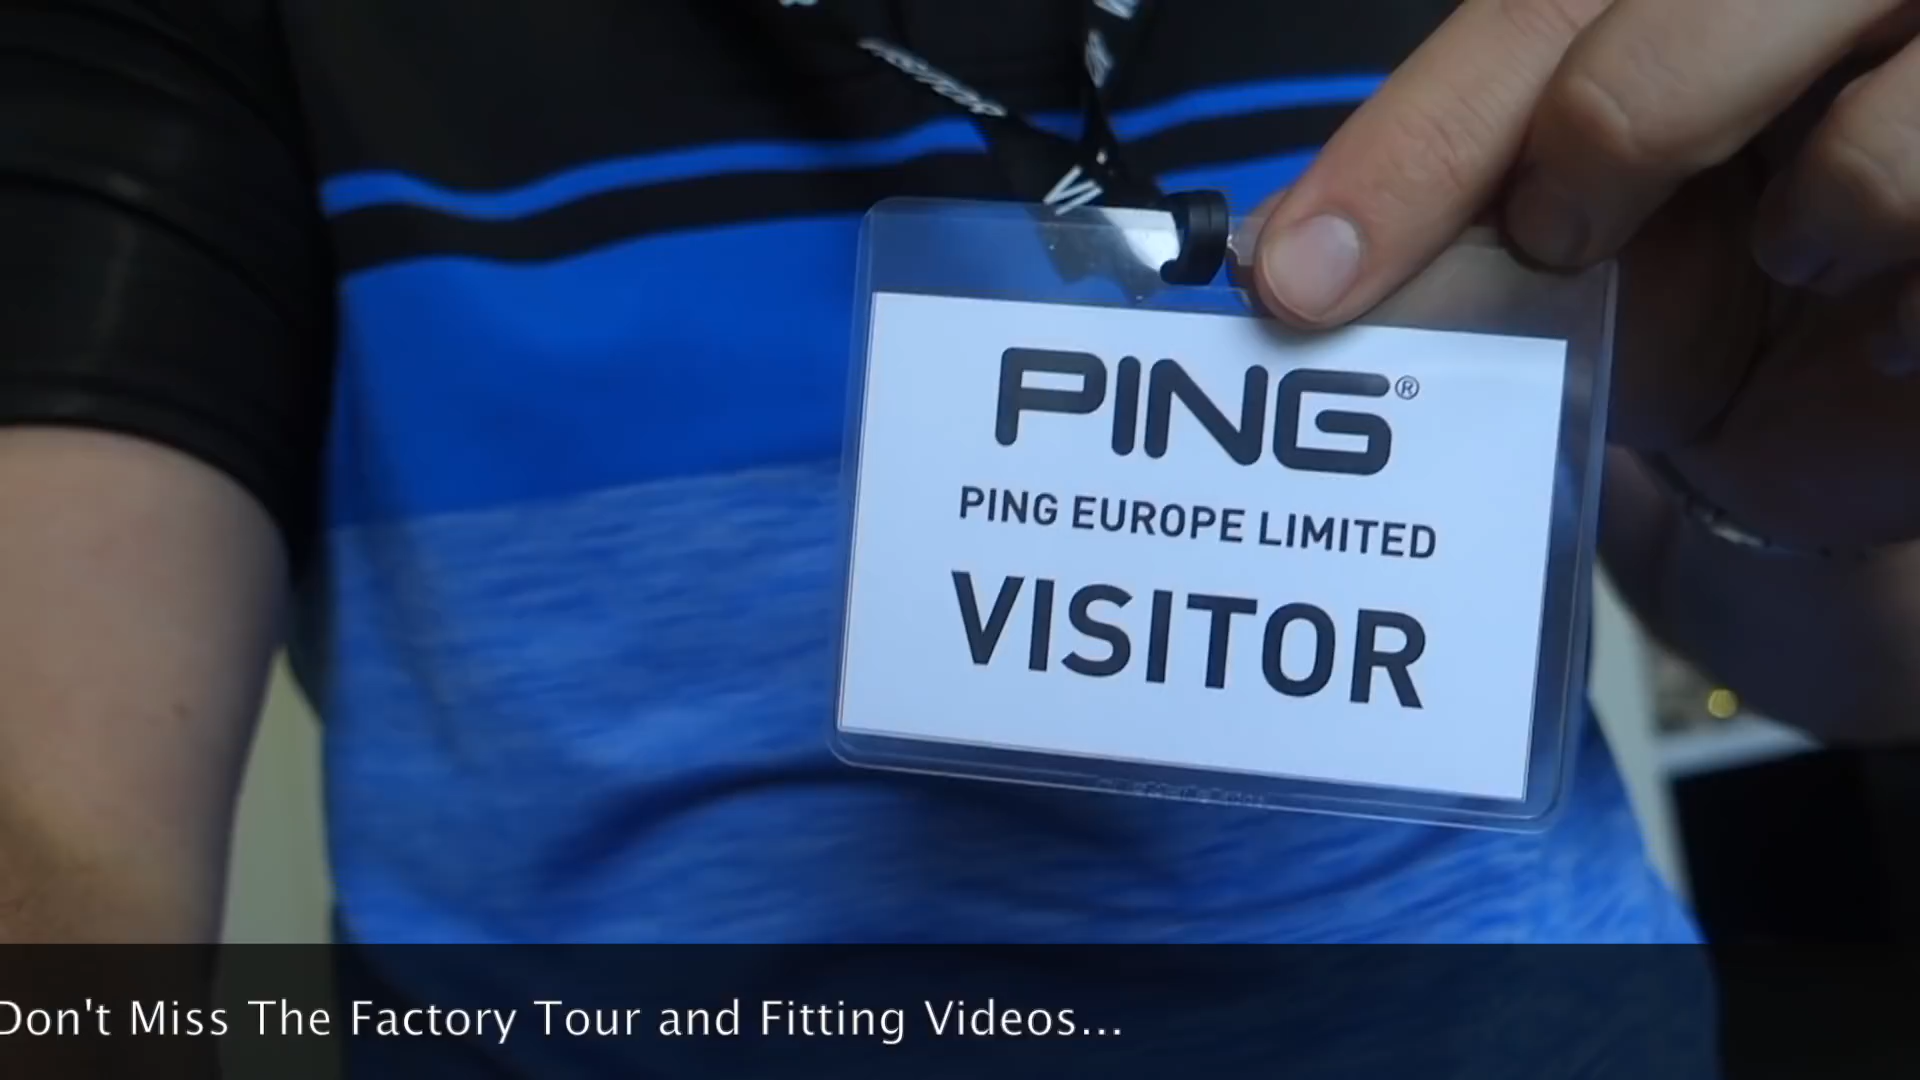 PING®
PING EUROPE LIMITED
VISITOR
Don't Miss The Factory Tour and Fitting Videos...